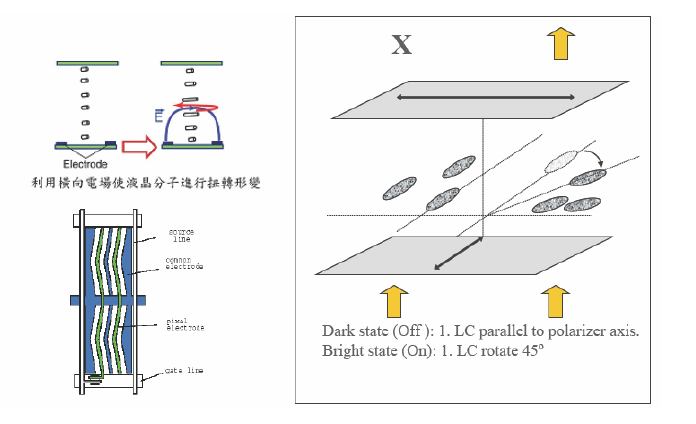 E
Electrode
利用橫向電場使液晶分子進行扭轉形變
source
line
common
electrode
pixel
electrode
gate line
X
Dark state (Off ): 1. LC parallel to polarizer axis.
Bright state (On): 1. LC rotate 45°